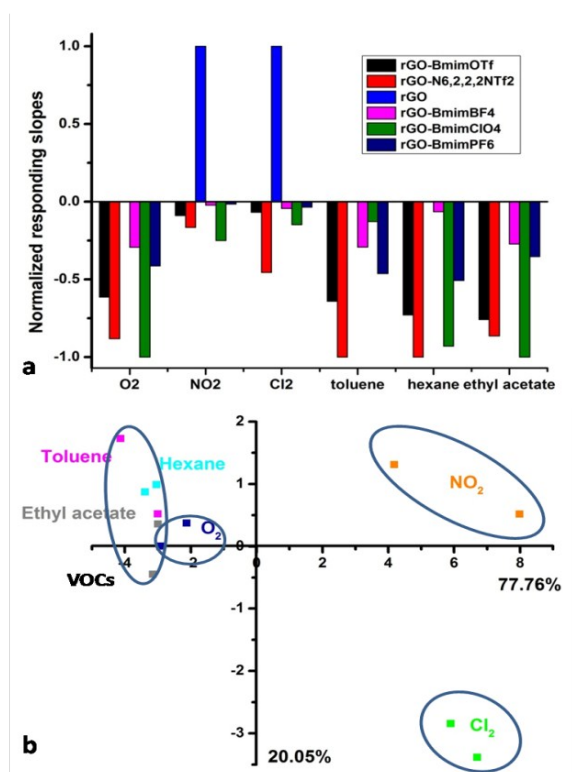 Normalized responding slopes
1.0
0.5
0.0
-0.5
-1.0
rGO-BmimOTf
rGO-N6,2,2,2NTf2
rGO
rGO-BmimBF4
rGO-BmimClO4
rGO-BmimPF6
O2 NO2 Cl2 toluene hexane ethyl acetate
a
2
1
0
-1
-2
-3
-4 -2 0 2 4 6 8
Toluene
Hexane
Ethyl acetate
O₂
VOCs
NO₂
77.76%
Cl₂
20.05%
b